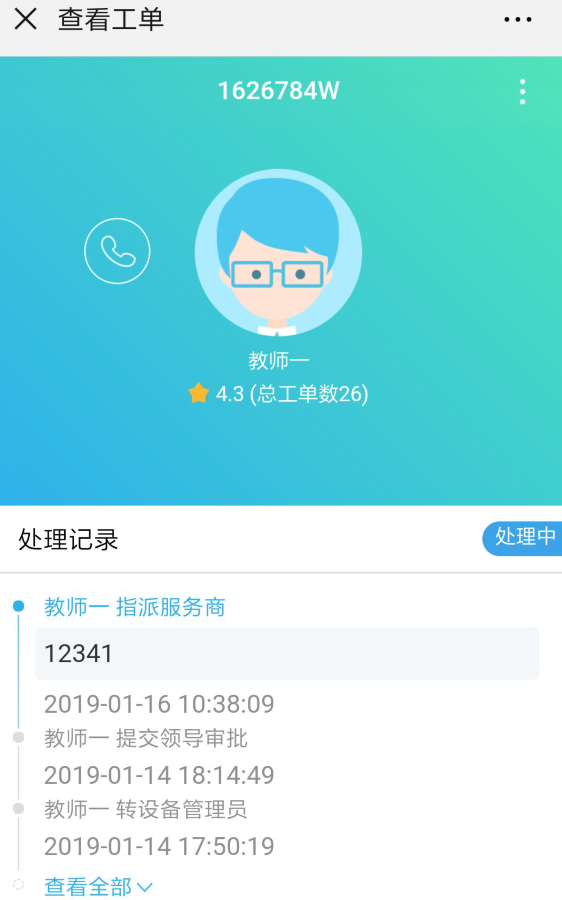 查看工单
1626784W
教师一
4.3 (总工单数26)
处理记录
处理中
教师一 指派服务商
12341
2019-01-16 10:38:09
教师一 提交领导审批
2019-01-14 18:14:49
教师一 转设备管理员
2019-01-14 17:50:19
查看全部